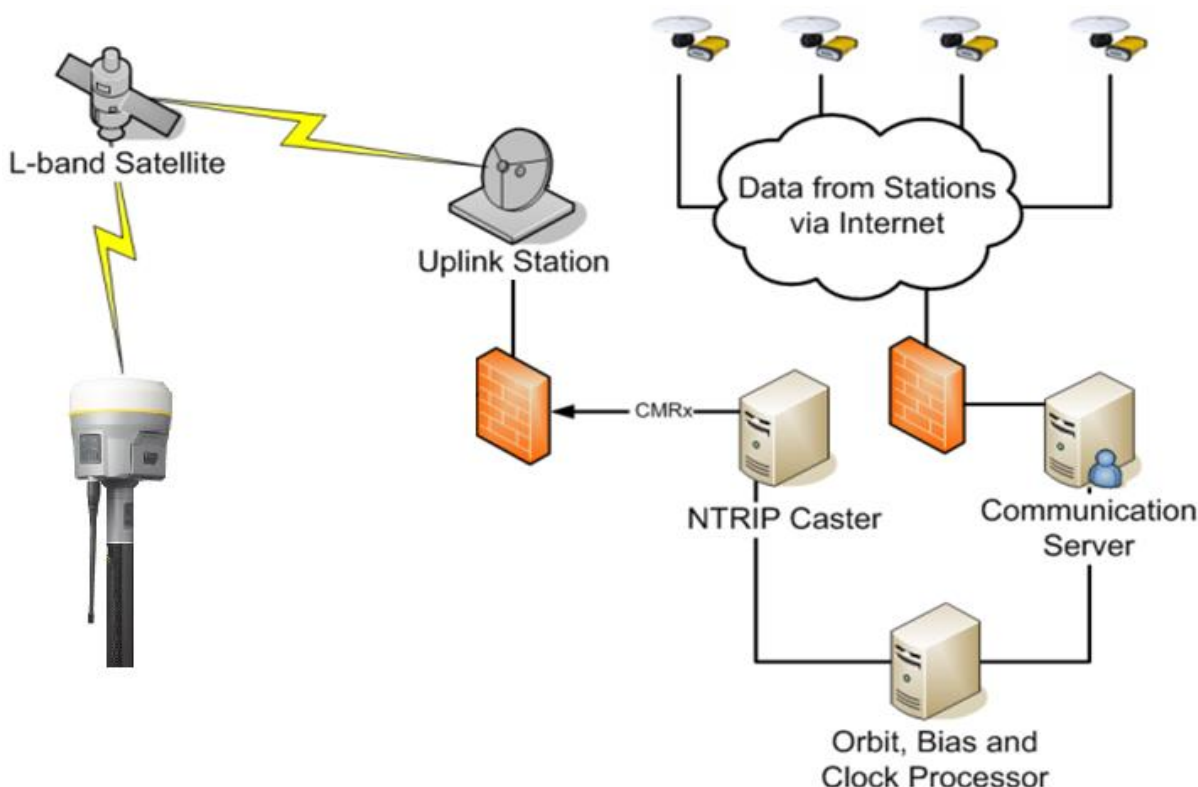 L-band Satellite
Uplink Station
Data from Stations
via Internet
CMRx
NTRIP Caster
Communication
Server
Orbit, Bias and
Clock Processor